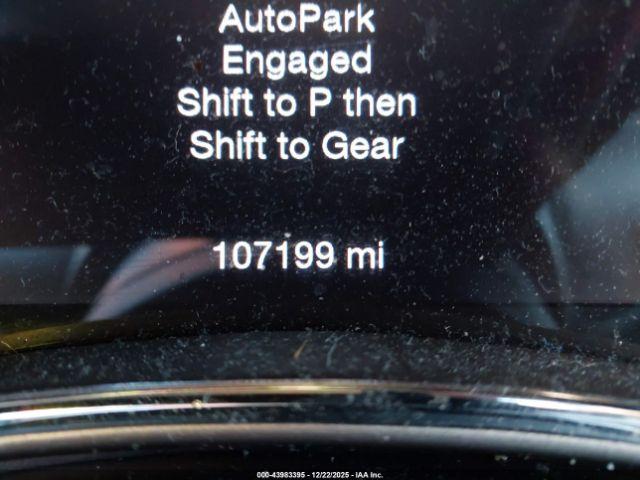 AutoPark
Engaged
Shift to P then
Shift to Gear
107199 mi
000-43983395 - 12/22/2025 - IAA Inc.